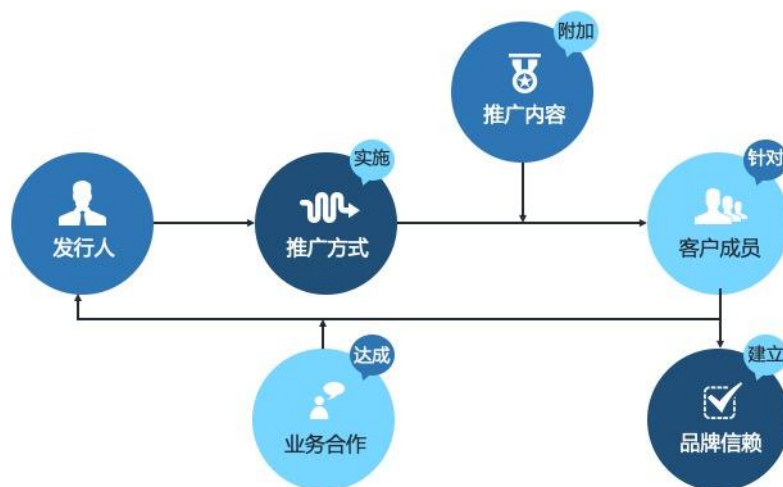 附加
推广内容
实施
针对
发行人
推广方式
客户成员
达成
建立
业务合作
品牌信赖